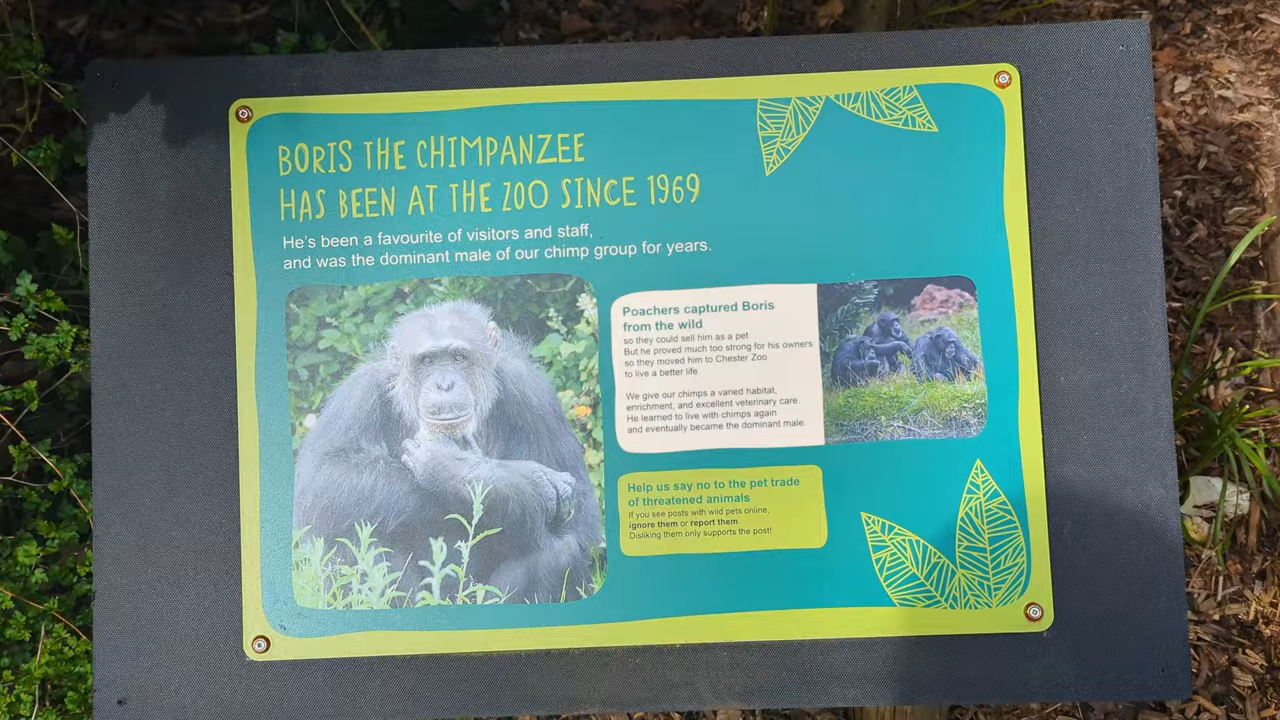 BORIS THE CHIMPANZEE
HAS BEEN AT THE ZOO SINCE 1969
He's been a favourite of visitors and staff,
and was the dominant male of our chimp group for years.
Poachers captured Boris
from the wild
so they could sell him as a pet
But he proved much too strong for his owners
so they moved him to Chester Zoo
to live a better life.
We give our chimps a varied habitat,
enrichment, and excellent veterinary care.
He learned to live with chimps again
and eventually became the dominant male.
Help us say no to the pet trade
of threatened animals
If you see posts with wild pets online,
ignore them or report them.
Disliking them only supports the post!